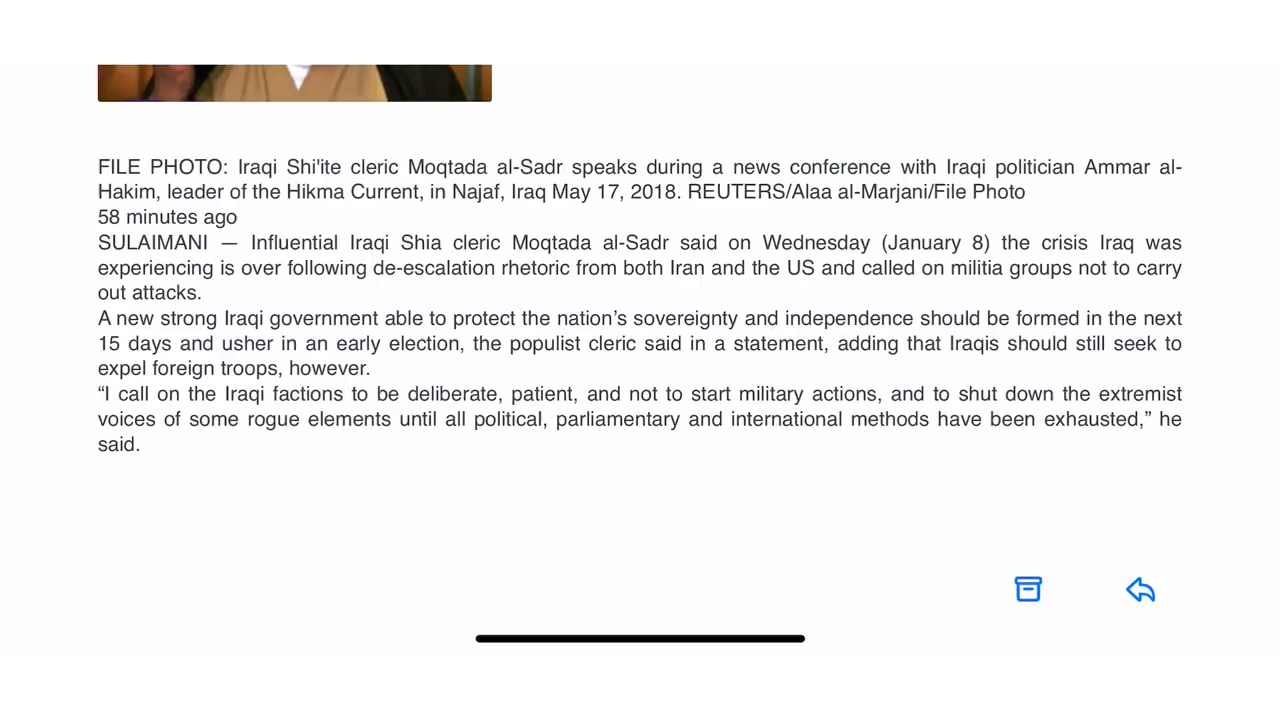 FILE PHOTO: Iraqi Shi'ite cleric Moqtada al-Sadr speaks during a news conference with Iraqi politician Ammar al-
Hakim, leader of the Hikma Current, in Najaf, Iraq May 17, 2018. REUTERS/Alaa al-Marjani/File Photo
58 minutes ago
SULAIMANI — Influential Iraqi Shia cleric Moqtada al-Sadr said on Wednesday (January 8) the crisis Iraq was
experiencing is over following de-escalation rhetoric from both Iran and the US and called on militia groups not to carry
out attacks.
A new strong Iraqi government able to protect the nation’s sovereignty and independence should be formed in the next
15 days and usher in an early election, the populist cleric said in a statement, adding that Iraqis should still seek to
expel foreign troops, however.
“I call on the Iraqi factions to be deliberate, patient, and not to start military actions, and to shut down the extremist
voices of some rogue elements until all political, parliamentary and international methods have been exhausted,” he
said.